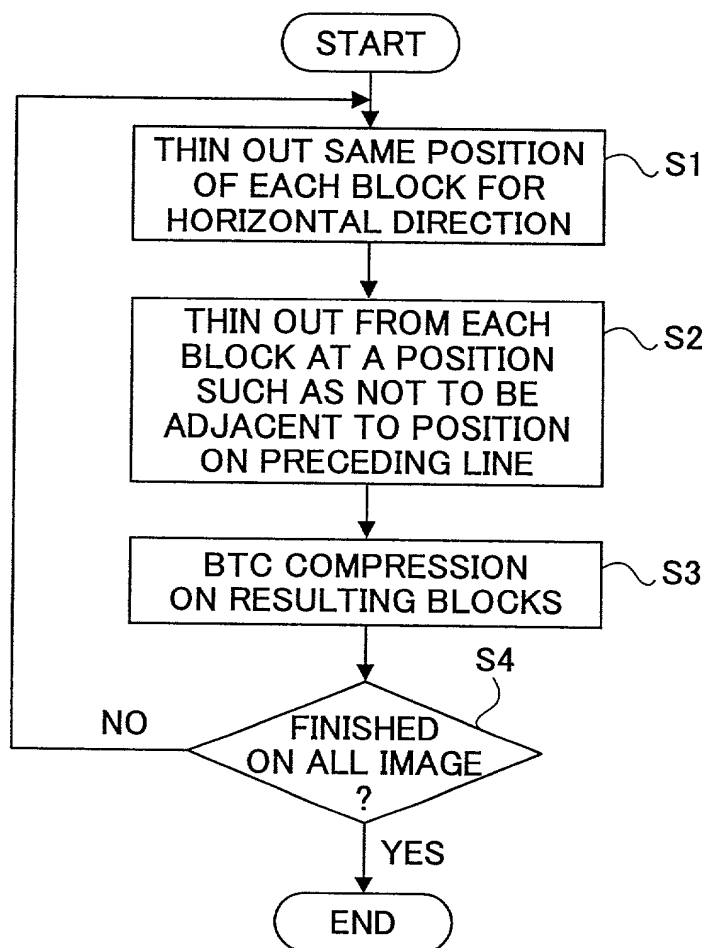 START
THIN OUT SAME POSITION
OF EACH BLOCK FOR
HORIZONTAL DIRECTION
S1
THIN OUT FROM EACH
BLOCK AT A POSITION
SUCH AS NOT TO BE
ADJACENT TO POSITION
ON PRECEDING LINE
S2
BTC COMPRESSION
ON RESULTING BLOCKS
S3
S4
NO
FINISHED
ON ALL IMAGE
?
YES
END